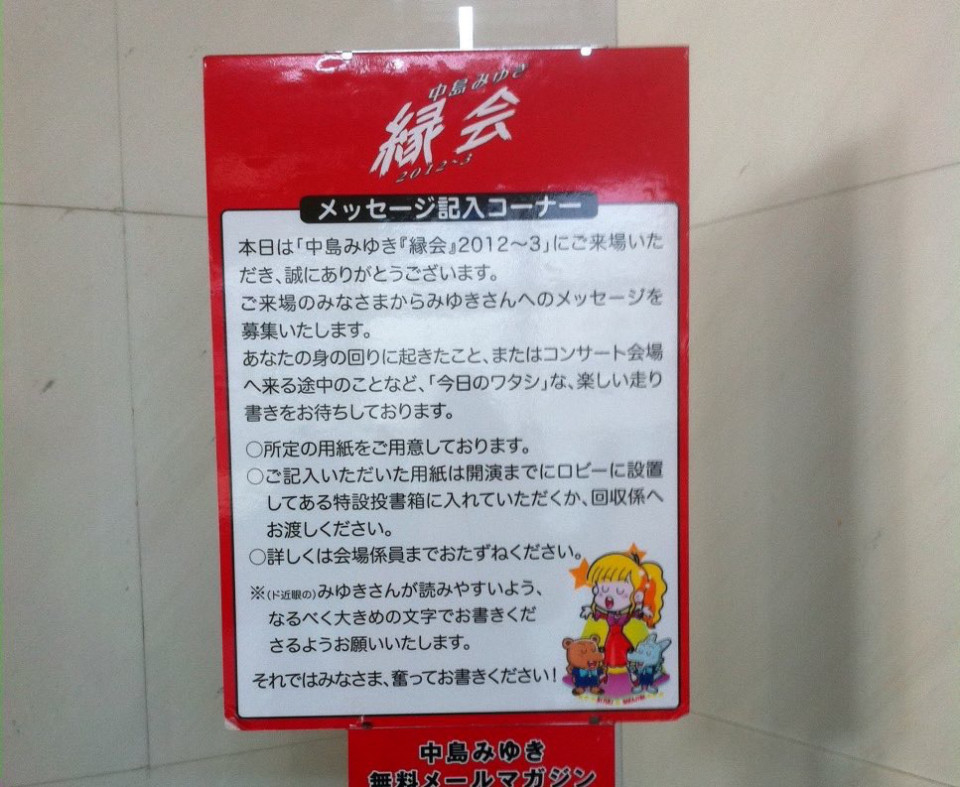 中島みゆき
縁会
2012~3
メッセージ記入コーナー
本日は「中島みゆき『縁会』2012～3」にご来場いた
だき、誠にありがとうございます。
ご来場のみなさまからみゆきさんへのメッセージを
募集いたします。
あなたの身の回りに起きたこと、またはコンサート会場
へ来る途中のことなど、「今日のワタシ」な、楽しい走り
書きをお待ちしております。
○所定の用紙をご用意しております。
○ご記入いただいた用紙は開演までにロビーに設置
してある特設投書箱に入れていただくか、回収係へ
お渡しください。
○詳しくは会場係員までおたずねください。
※(ド近眼の)みゆきさんが読みやすいよう、
なるべく大きめの文字でお書きくだ
さるようお願いいたします。
それではみなさま、奮ってお書きください!
中島みゆき
無料メールマガジン